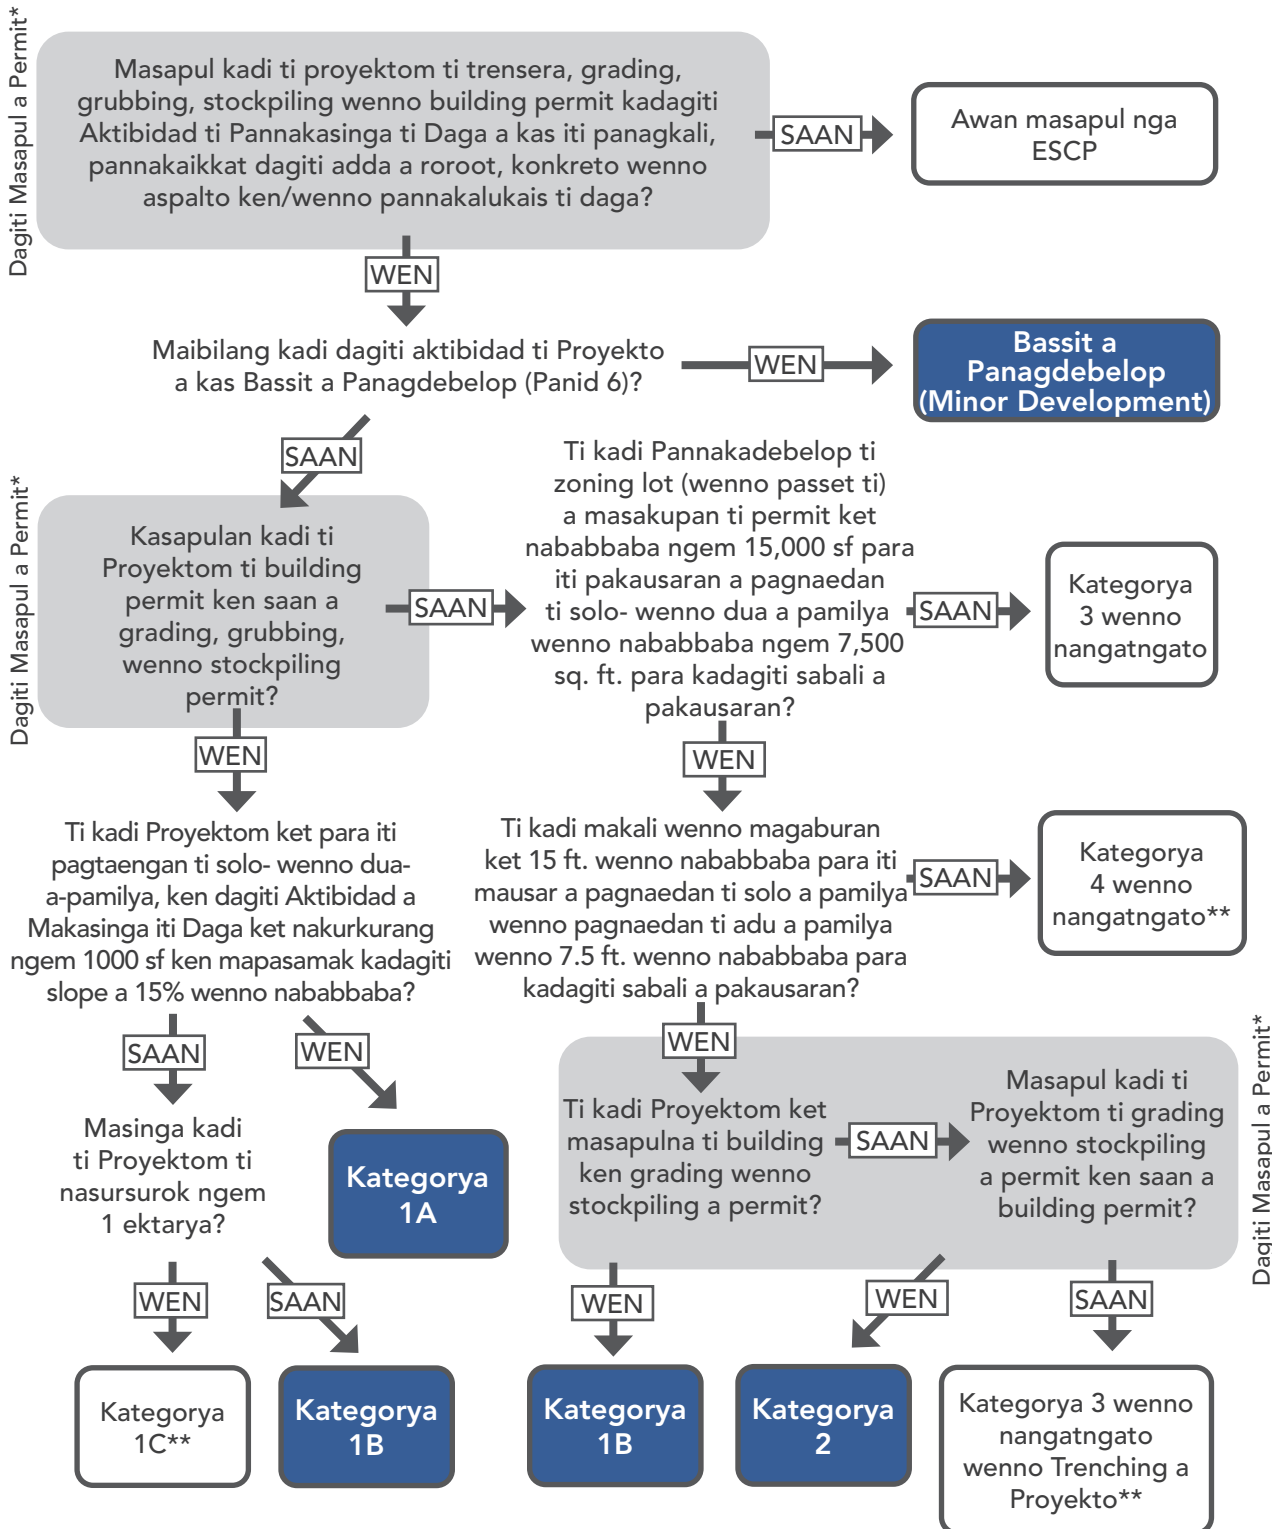 Dagiti Masapul a Permit*
Masapul kadi ti proyektom ti trensera, grading,
grubbing, stockpiling wenno building permit kadagiti
Aktibidad ti Pannakasinga ti Daga a kas iti panagkali,
pannakaikkat dagiti adda a roroot, konkreto wenno
aspalto ken/wenno pannakalukais ti daga?
SAAN
Awan masapul nga
ESCP
WEN
Maibilang kadi dagiti aktibidad ti Proyekto
a kas Bassit a Panagdebelop (Panid 6)?
WEN
Bassit a
Panagdebelop
(Minor Development)
SAAN
Dagiti Masapul a Permit*
Kasapulan kadi ti
Proyektom ti building
permit ken saan a
grading, grubbing,
wenno stockpiling
permit?
SAAN
Ti kadi Pannakadebelop ti
zoning lot (wenno passet ti)
a masakupan ti permit ket
nababbaba ngem 15,000 sf para
iti pakausaran a pagnaedan
ti solo- wenno dua a pamilya
wenno nababbaba ngem 7,500
sq. ft. para kadagiti sabali a
pakausaran?
SAAN
Kategorya
3 wenno
nangatngato
WEN
WEN
Ti kadi Proyektom ket para iti
pagtaengan ti solo- wenno dua-
a-pamilya, ken dagiti Aktibidad a
Makasinga iti Daga ket nakurkurang
ngem 1000 sf ken mapasamak kadagiti
slope a 15% wenno nababbaba?
Ti kadi makali wenno magaburan
ket 15 ft. wenno nababbaba para iti
mausar a pagnaedan ti solo a pamilya
wenno pagnaedan ti adu a pamilya
wenno 7.5 ft. wenno nababbaba para
kadagiti sabali a pakausaran?
SAAN
Kategorya
4 wenno
nangatngato**
SAAN
WEN
WEN
Masinga kadi
ti Proyektom ti
nasursurok ngem
1 ektarya?
Kategorya
1A
Dagiti Masapul a Permit*
Ti kadi Proyektom ket
masapulna ti building
ken grading wenno
stockpiling a permit?
SAAN
Masapul kadi ti
Proyektom ti grading
wenno stockpiling
a permit ken saan a
building permit?
WEN
SAAN
WEN
WEN
SAAN
Kategorya
1C**
Kategorya
1B
Kategorya
1B
Kategorya
2
Kategorya 3 wenno
nangatngato
wenno Trenching a
Proyekto**